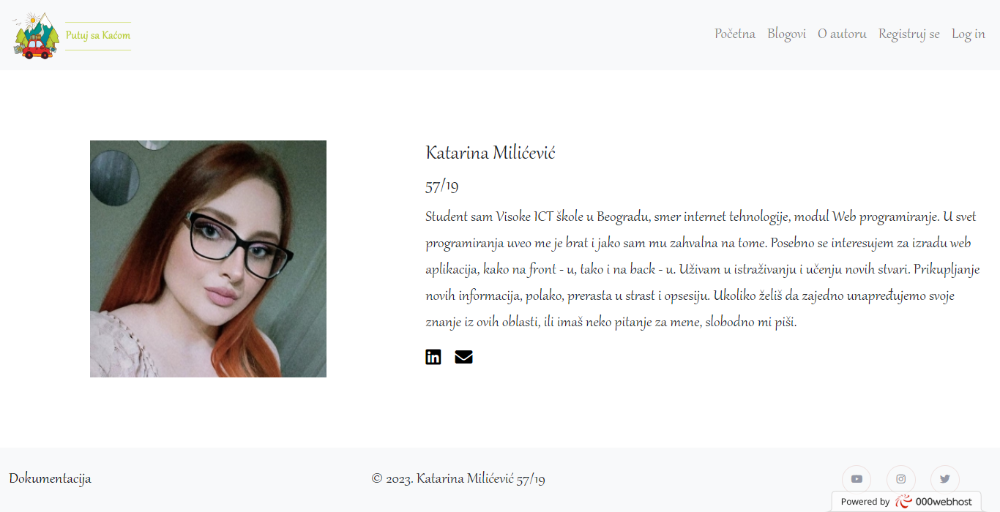 Putuj sa Kaćom
Početna Blogovi O autoru Registruj se Log in
Katarina Milićević
57/19
Student sam Visoke ICT škole u Beogradu, smer internet tehnologije, modul Web programiranje. U svet
programiranja uveo me je brat i jako sam mu zahvalna na tome. Posebno se interesujem za izradu web
aplikacija, kako na front - u, tako i na back - u. Uživam u istraživanju i učenju novih stvari. Prikupljanje
novih informacija, polako, prerasta u strast i opsesiju. Ukoliko želiš da zajedno unapređujemo svoje
znanje iz ovih oblasti, ili imaš neko pitanje za mene, slobodno mi piši.
in
Dokumentacija
© 2023. Katarina Milićević 57/19
Powered by 000webhost